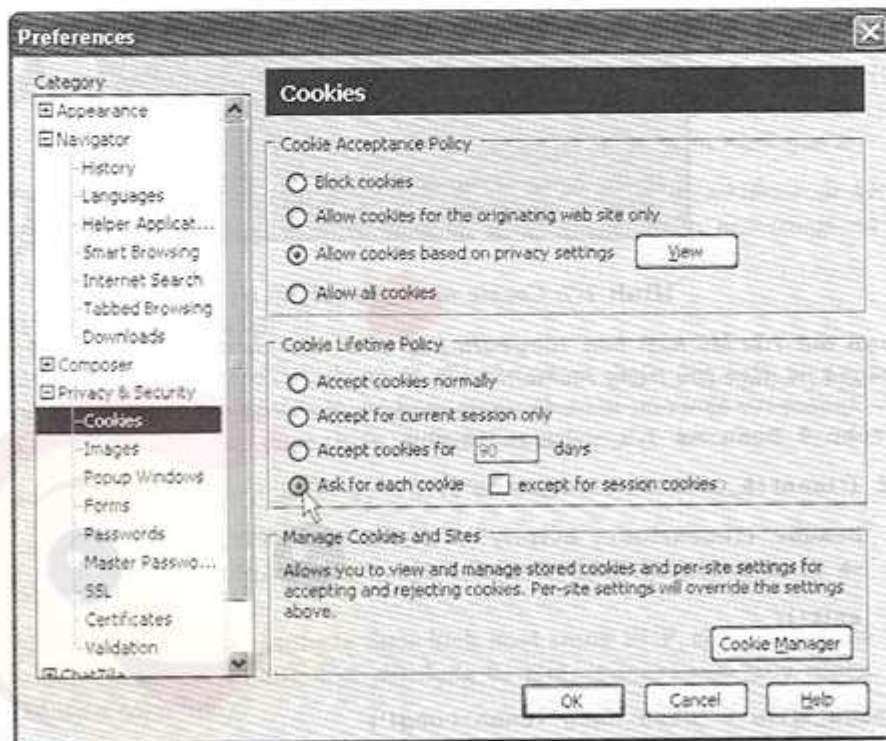 Preferences
Category
Appearance
Navigator
History
Languages
Helper Applicat...
Smart Browsing
Internet Search
Tabbed Browsing
Downloads
Composer
Privacy & Security
Cookies
Images
Popup Windows
Forms
Passwords
Master Passwo...
SSL
Certificates
Validation
ChatZilla
Cookies
Cookie Acceptance Policy
Block cookies
Allow cookies for the originating web site only
Allow cookies based on privacy settings View
Allow all cookies
Cookie Lifetime Policy
Accept cookies normally
Accept for current session only
Accept cookies for 90 days
Ask for each cookie except for session cookies
Manage Cookies and Sites
Allows you to view and manage stored cookies and per-site settings for
accepting and rejecting cookies. Per-site settings will override the settings
above.
Cookie Manager
OK Cancel Help